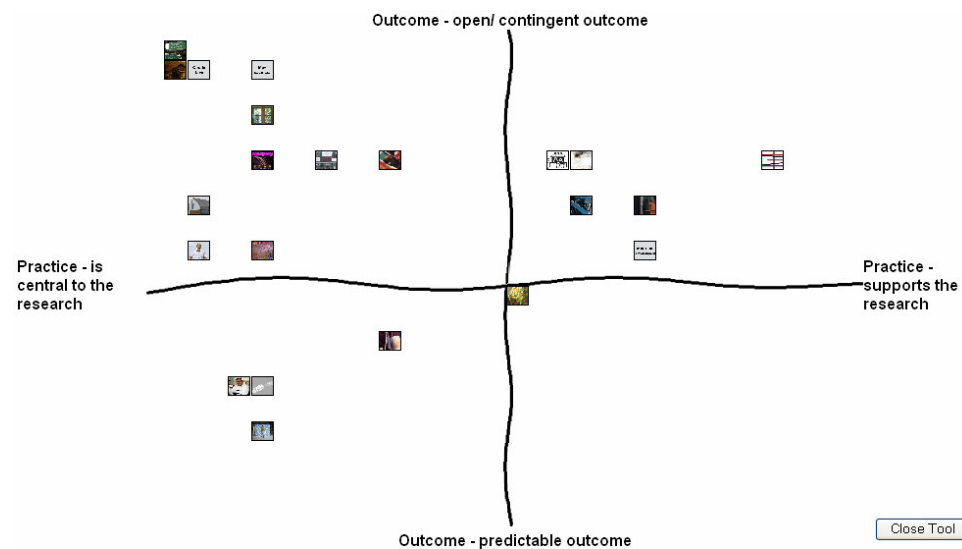 Outcome - open/ contingent outcome
Practice - is
central to the
research
Practice -
supports the
research
Outcome - predictable outcome
Close Tool